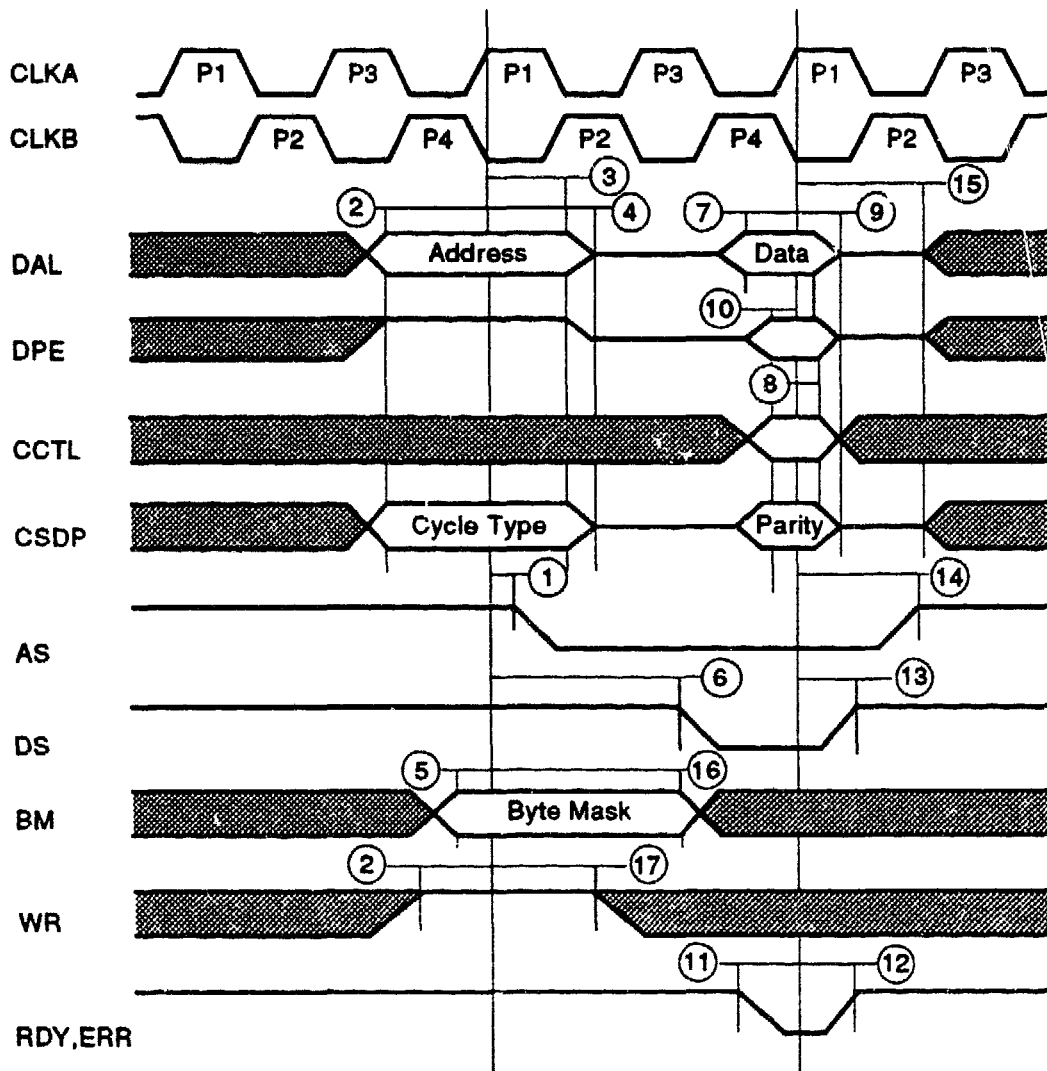 CLKA P1 P3 P1 P3 P1 P3
CLKB P2 P4 P2 P4 P2
3 15
2 4 7 9
DAL Address Data
10
DPE
8
CCTL
CSDP Cycle Type Parity
1 14
AS
6 13
DS
5 16
BM Byte Mask
2 17
WR
11 12
RDY,ERR